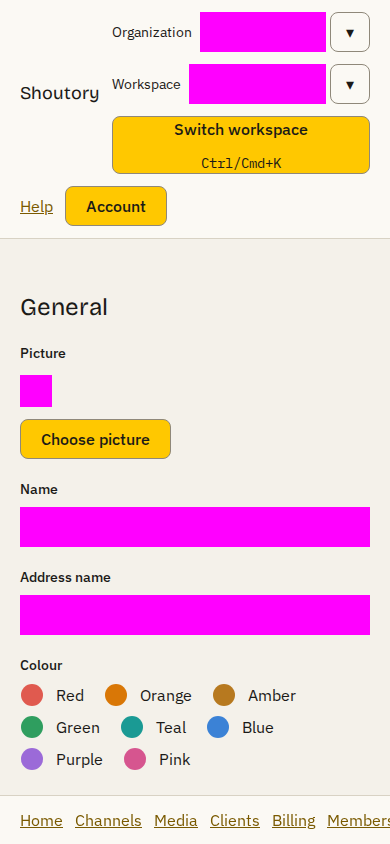 Organization ▼
Workspace ▼
Shoutory
Switch workspace
Ctrl/Cmd+K
Help Account
General
Picture
Choose picture
Name
Address name
Colour
Red Orange Amber
Green Teal Blue
Purple Pink
Home Channels Media Clients Billing Members